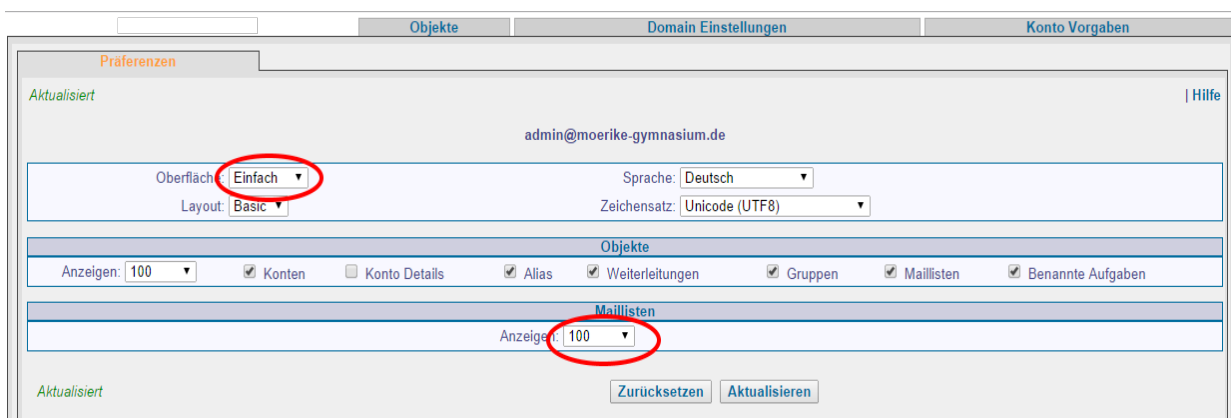 Objekte Domain Einstellungen Konto Vorgaben
Präferenzen
Aktualisiert | Hilfe
admin@moerike-gymnasium.de
Oberfläche: Einfach Sprache: Deutsch
Layout: Basic Zeichensatz: Unicode (UTF8)
Objekte
Anzeigen: 100 Konten Konto Details Alias Weiterleitungen Gruppen Maillisten Benannte Aufgaben
Maillisten
Anzeigen: 100
Aktualisiert Zurücksetzen Aktualisieren